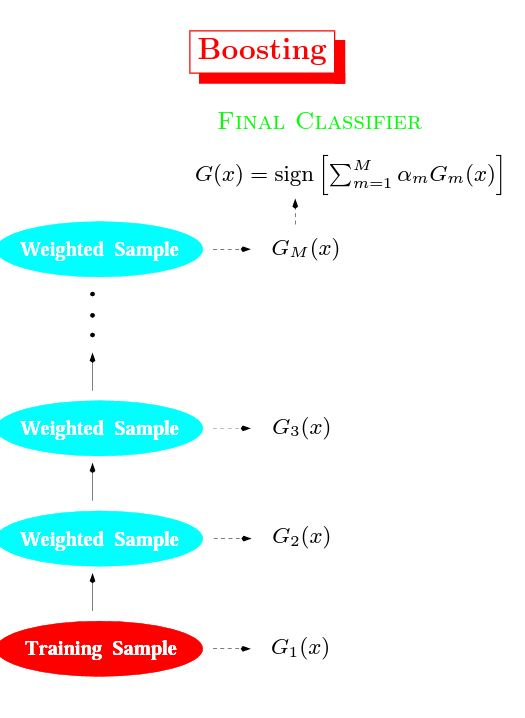 Boosting
FINAL CLASSIFIER
G(x) = sign [∑_{m=1}^{M} α_m G_m(x)]
Weighted Sample G_M(x)
Weighted Sample G_3(x)
Weighted Sample G_2(x)
Training Sample G_1(x)